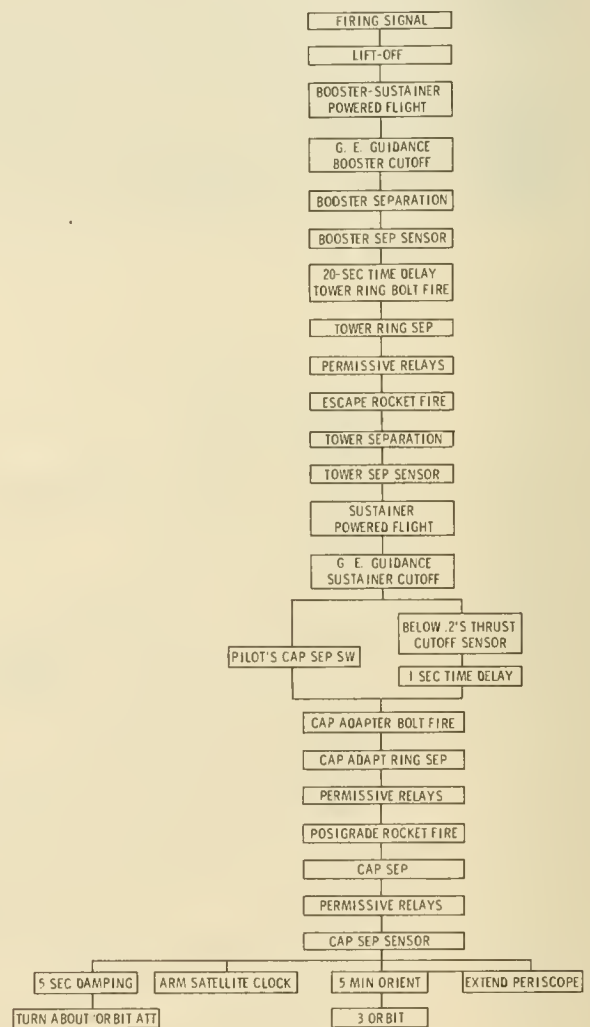 FIRING SIGNAL
LIFT-OFF
BOOSTER-SUSTAINER
POWERED FLIGHT
G. E. GUIDANCE
BOOSTER CUTOFF
BOOSTER SEPARATION
BOOSTER SEP SENSOR
20-SEC TIME DELAY
TOWER RING BOLT FIRE
TOWER RING SEP
PERMISSIVE RELAYS
ESCAPE ROCKET FIRE
TOWER SEPARATION
TOWER SEP SENSOR
SUSTAINER
POWERED FLIGHT
G. E. GUIDANCE
SUSTAINER CUTOFF
PILOT'S CAP SEP SW
BELOW .2'S THRUST
CUTOFF SENSOR
1 SEC TIME DELAY
CAP ADAPTER BOLT FIRE
CAP ADAPT RING SEP
PERMISSIVE RELAYS
POSIGRADE ROCKET FIRE
CAP SEP
PERMISSIVE RELAYS
CAP SEP SENSOR
5 SEC DAMPING
ARM SATELLITE CLOCK
5 MIN ORIENT
EXTEND PERISCOPE
TURN ABOUT ORBIT ATT
3 ORBIT